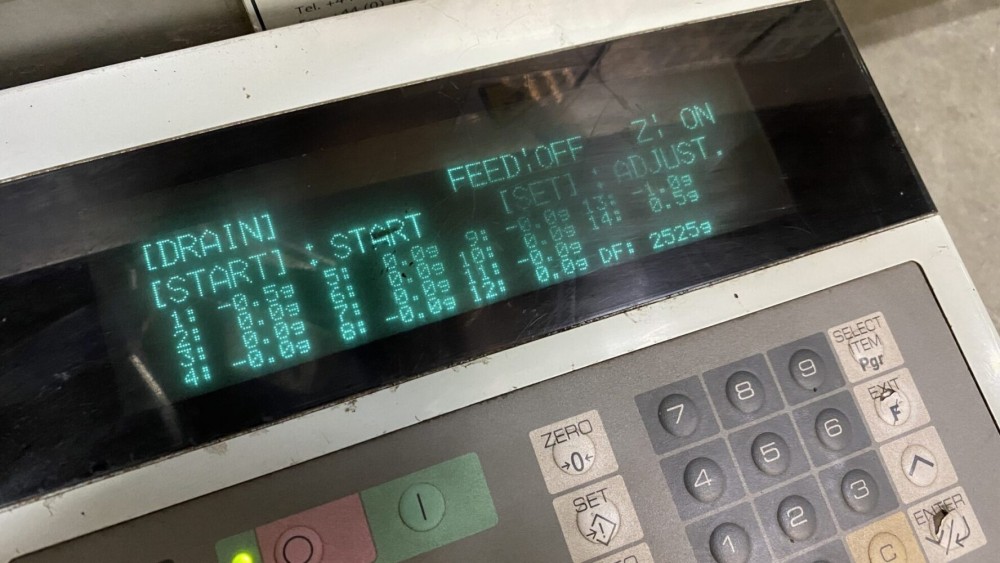 Tel. +4
[DRAIN] FEED:OFF Z: ON
[START] : START [SET] : ADJUST.
1: -0.5g 5: 0.0g 9: -0.0g 13: -1.0g
2: 0.0g 6: 0.0g 10: 0.0g 14: 0.5g
3: 0.0g 7: 0.0g 11: -0.0g
4: -0.0g 8: -0.0g 12: 0.0g DF: 2525g
SELECT
ITEM
Pgr
7 8 9
EXIT
F
ZERO
→0←
4 5 6
SET
1 2 3
ENTER
C